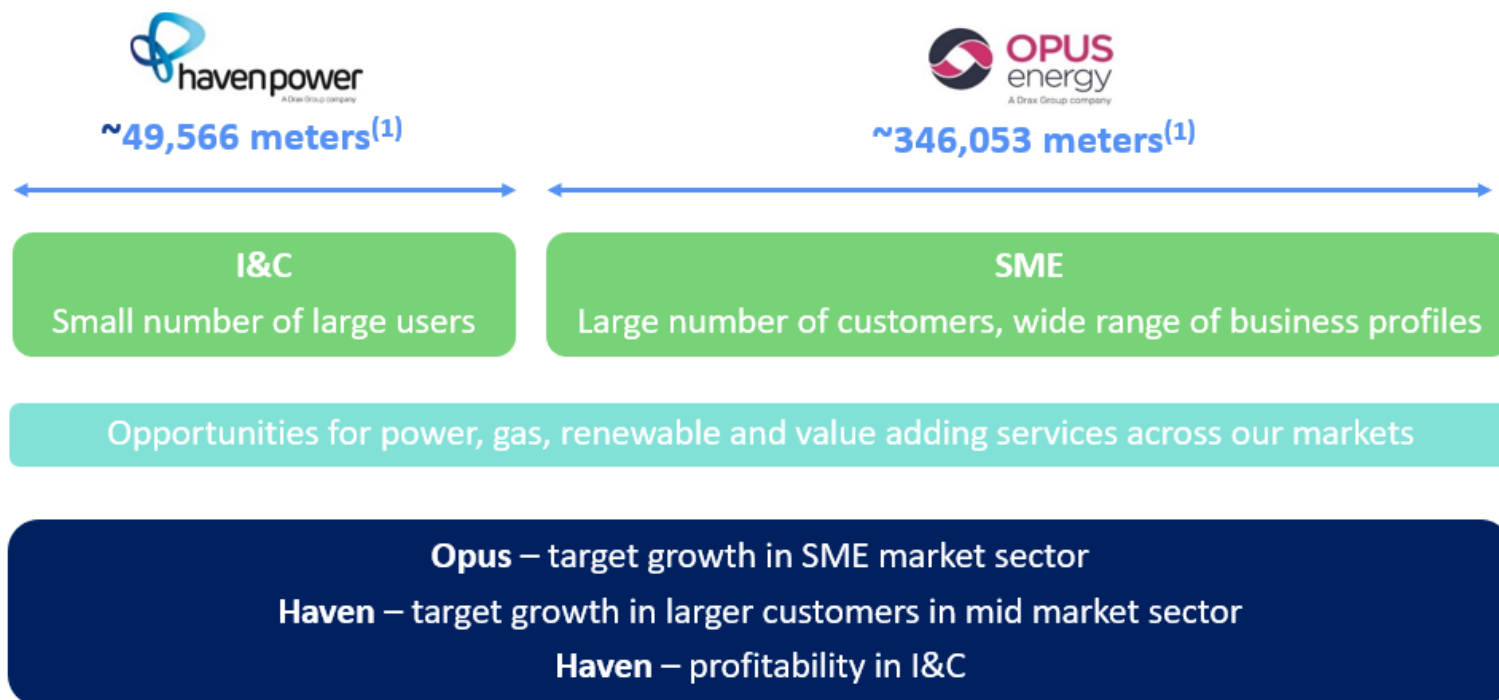 havenpower
A Drax Group company
~49,566 meters(1)
OPUS
energy
A Drax Group company
~346,053 meters(1)
I&C
Small number of large users
SME
Large number of customers, wide range of business profiles
Opportunities for power, gas, renewable and value adding services across our markets
Opus – target growth in SME market sector
Haven – target growth in larger customers in mid market sector
Haven – profitability in I&C